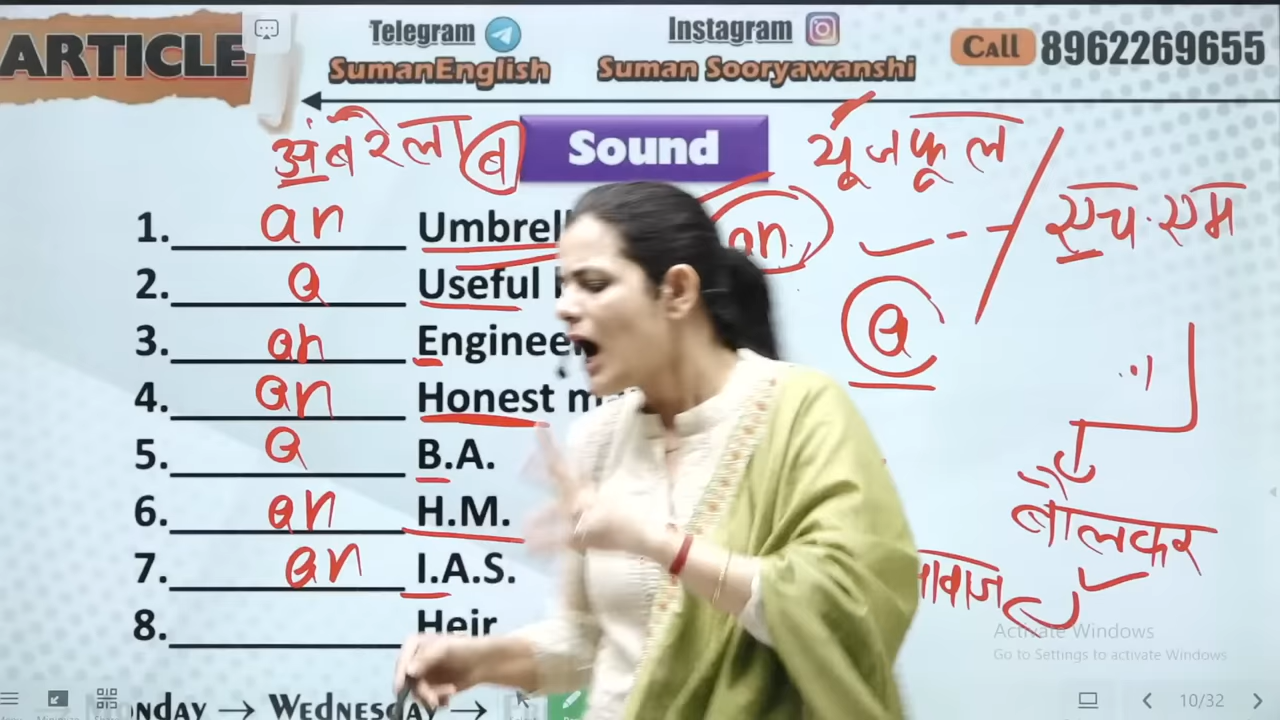 ARTICLE
Telegram
SumanEnglish
Instagram
Suman Sooryawanshi
Call 8962269655
अंबरेला ब
Sound
यूजफूल
एच.एम
1. an Umbrell
an
2. a Useful
a
3. an Enginee
4. an Honest m
5. a B.A.
6. an H.M.
बोलकर
7. an I.A.S.
8. Heir
Activate Windows
Go to Settings to activate Windows
nday → Wednesday →
10/32